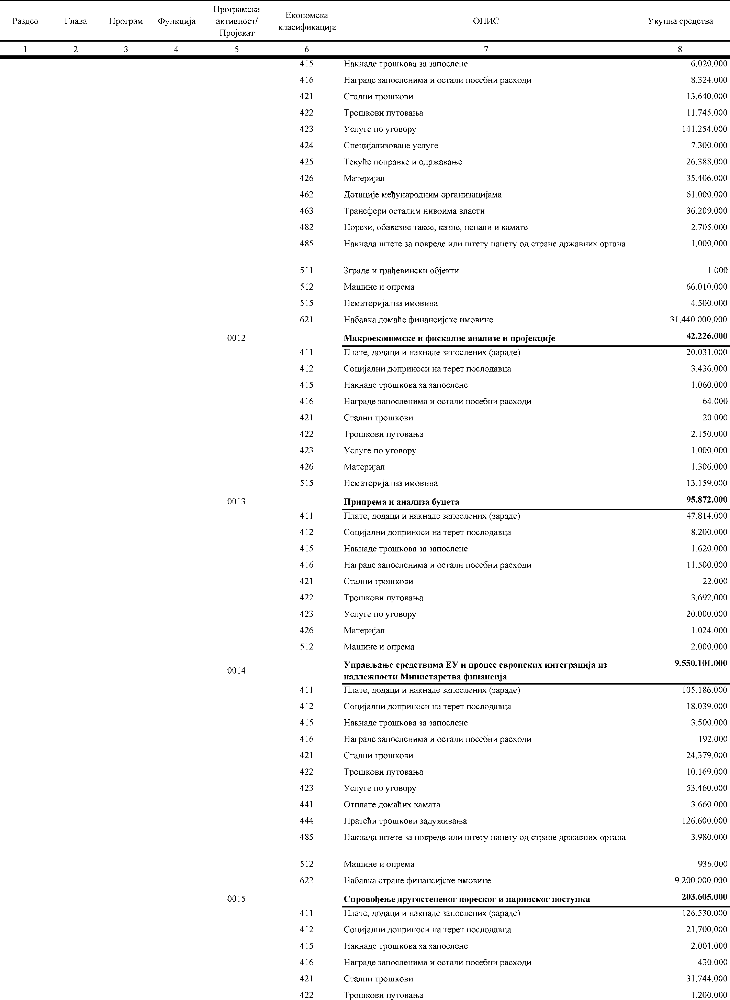 Раздео Глава Програм Функција Програмска активност/ Пројекат Економска класификација ОПИС Укупна средства
1 2 3 4 5 6 7 8
415 Накнаде трошкова за запослене 6.020.000
416 Награде запосленима и остали посебни расходи 8.324.000
421 Стални трошкови 13.640.000
422 Трошкови путовања 11.745.000
423 Услуге по уговору 141.254.000
424 Специјализоване услуге 7.300.000
425 Текуће поправке и одржавање 26.388.000
426 Материјал 35.406.000
462 Дотације међународним организацијама 61.000.000
463 Трансфери осталим нивоима власти 36.209.000
482 Порези, обавезне таксе, казне, пенали и камате 2.705.000
485 Накнада штете за повреде или штету нанету од стране државних органа 1.000.000
511 Зграде и грађевински објекти 1.000
512 Машине и опрема 66.010.000
515 Нематеријална имовина 4.500.000
621 Набавка домаће финансијске имовине 31.440.000.000
0012 Макроекономске и фискалне анализе и пројекције 42.226.000
411 Плате, додаци и накнаде запослених (зараде) 20.031.000
412 Социјални доприноси на терет послодавца 3.436.000
415 Накнаде трошкова за запослене 1.060.000
416 Награде запосленима и остали посебни расходи 64.000
421 Стални трошкови 20.000
422 Трошкови путовања 2.150.000
423 Услуге по уговору 1.000.000
426 Материјал 1.306.000
515 Нематеријална имовина 13.159.000
0013 Припрема и анализа буџета 95.872.000
411 Плате, додаци и накнаде запослених (зараде) 47.814.000
412 Социјални доприноси на терет послодавца 8.200.000
415 Накнаде трошкова за запослене 1.620.000
416 Награде запосленима и остали посебни расходи 11.500.000
421 Стални трошкови 22.000
422 Трошкови путовања 3.692.000
423 Услуге по уговору 20.000.000
426 Материјал 1.024.000
512 Машине и опрема 2.000.000
0014 Управљање средствима ЕУ и процес европских интеграција из 9.550.101.000
надлежности Министарства финансија
411 Плате, додаци и накнаде запослених (зараде) 105.186.000
412 Социјални доприноси на терет послодавца 18.039.000
415 Накнаде трошкова за запослене 3.500.000
416 Награде запосленима и остали посебни расходи 192.000
421 Стални трошкови 24.379.000
422 Трошкови путовања 10.169.000
423 Услуге по уговору 53.460.000
441 Отплате домаћих камата 3.660.000
444 Пратећи трошкови задуживања 126.600.000
485 Накнада штете за повреде или штету нанету од стране државних органа 3.980.000
512 Машине и опрема 936.000
622 Набавка стране финансијске имовине 9.200.000.000
0015 Спровођење другостепеног пореског и царинског поступка 203.605.000
411 Плате, додаци и накнаде запослених (зараде) 126.530.000
412 Социјални доприноси на терет послодавца 21.700.000
415 Накнаде трошкова за запослене 2.001.000
416 Награде запосленима и остали посебни расходи 430.000
421 Стални трошкови 31.744.000
422 Трошкови путовања 1.200.000